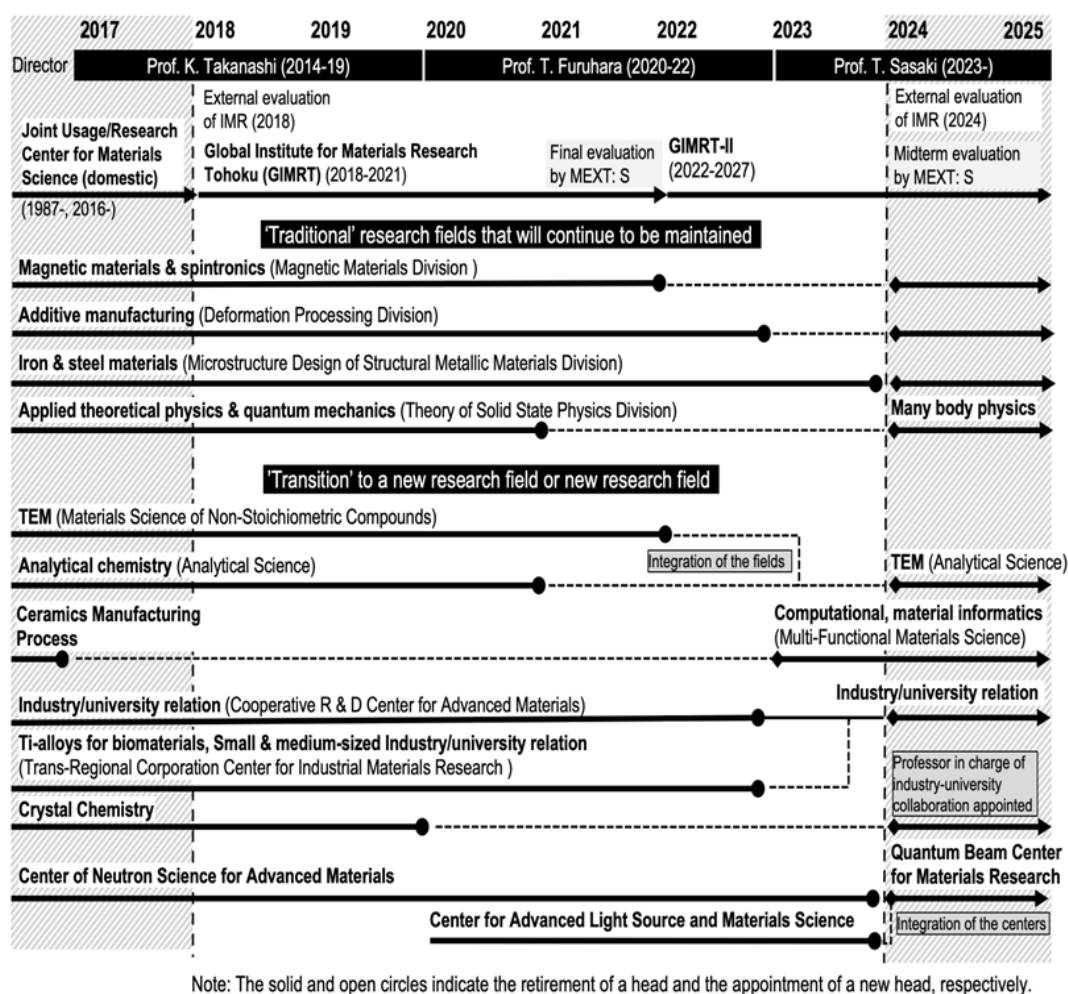 2017 2018 2019 2020 2021 2022 2023 2024 2025
Director Prof. K. Takanashi (2014-19) Prof. T. Furuhara (2020-22) Prof. T. Sasaki (2023-)
External evaluation
of IMR (2018)
External evaluation
of IMR (2024)
Joint Usage/Research
Center for Materials
Science (domestic)
(1987-, 2016-)
Global Institute for Materials Research
Tohoku (GIMRT) (2018-2021)
Final evaluation
by MEXT: S
GIMRT-II
(2022-2027)
Midterm evaluation
by MEXT: S
'Traditional' research fields that will continue to be maintained
Magnetic materials & spintronics (Magnetic Materials Division )
Additive manufacturing (Deformation Processing Division)
Iron & steel materials (Microstructure Design of Structural Metallic Materials Division)
Applied theoretical physics & quantum mechanics (Theory of Solid State Physics Division)
Many body physics
'Transition' to a new research field or new research field
TEM (Materials Science of Non-Stoichiometric Compounds)
Integration of the fields
Analytical chemistry (Analytical Science)
TEM (Analytical Science)
Ceramics Manufacturing
Process
Computational, material informatics
(Multi-Functional Materials Science)
Industry/university relation (Cooperative R & D Center for Advanced Materials)
Industry/university relation
Ti-alloys for biomaterials, Small & medium-sized Industry/university relation
(Trans-Regional Corporation Center for Industrial Materials Research )
Professor in charge of
industry-university
collaboration appointed
Crystal Chemistry
Center of Neutron Science for Advanced Materials
Quantum Beam Center
for Materials Research
Center for Advanced Light Source and Materials Science
Integration of the centers
Note: The solid and open circles indicate the retirement of a head and the appointment of a new head, respectively.